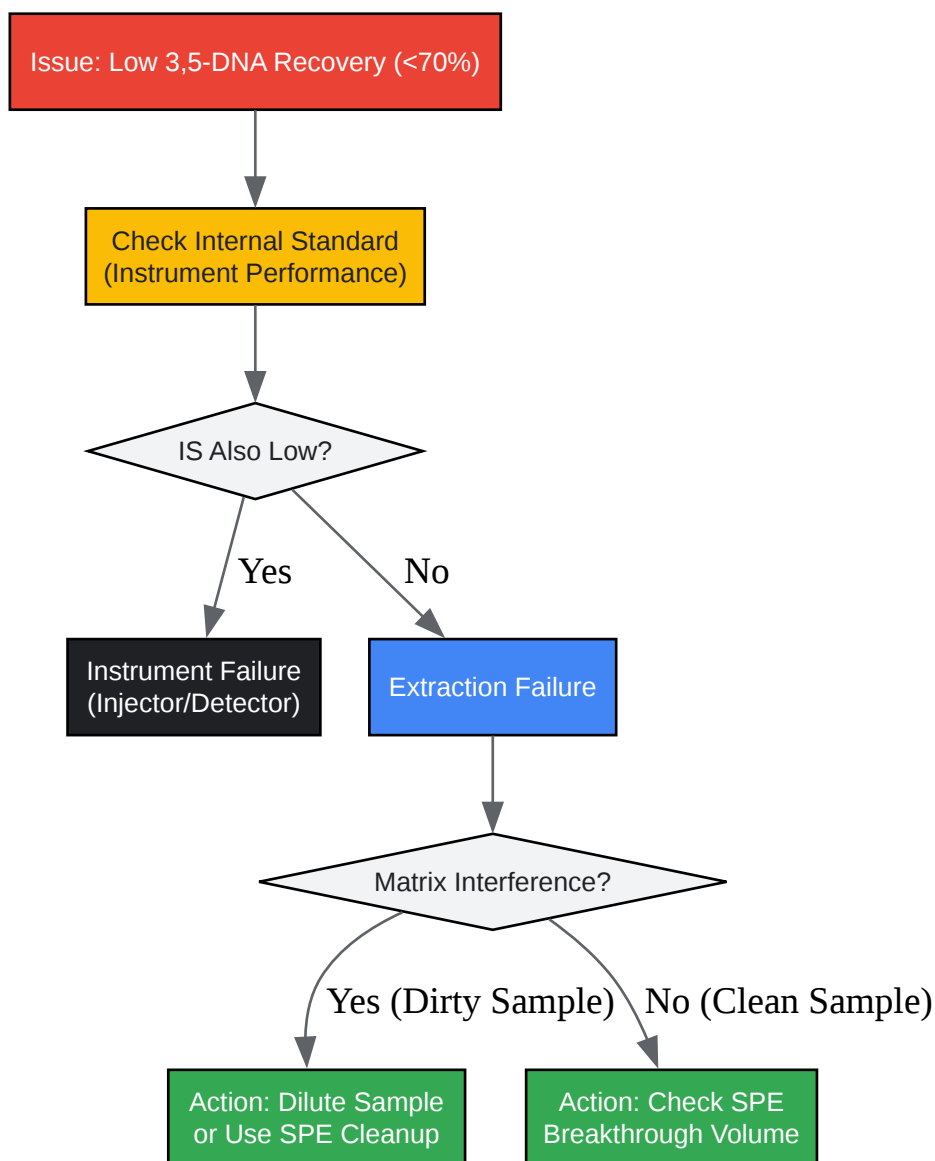 Issue: Low 3,5-DNA Recovery (<70%)
Check Internal Standard
(Instrument Performance)
IS Also Low?
Yes
No
Instrument Failure
(Injector/Detector)
Extraction Failure
Matrix Interference?
Yes (Dirty Sample)
No (Clean Sample)
Action: Dilute Sample
or Use SPE Cleanup
Action: Check SPE
Breakthrough Volume